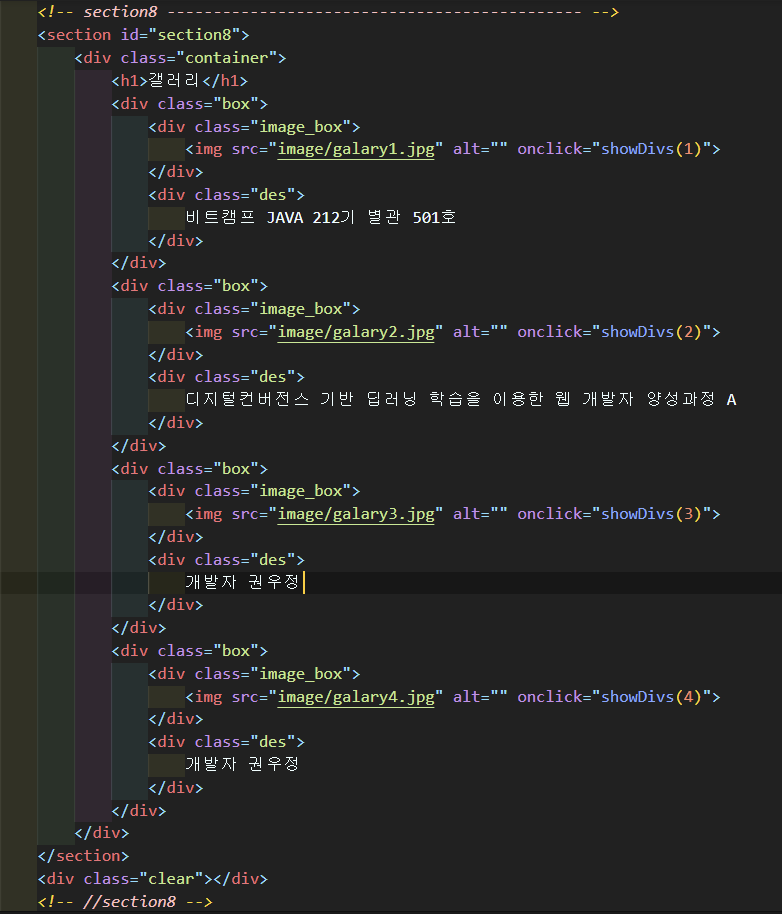 <!-- section8 --------------------------------------------- -->
<section id="section8">
<div class="container">
<h1>갤러리</h1>
<div class="box">
<div class="image_box">
<img src="image/galary1.jpg" alt="" onclick="showDivs(1)">
</div>
<div class="des">
비트캠프 JAVA 212기 별관 501호
</div>
</div>
<div class="box">
<div class="image_box">
<img src="image/galary2.jpg" alt="" onclick="showDivs(2)">
</div>
<div class="des">
디지털컨버전스 기반 딥러닝 학습을 이용한 웹 개발자 양성과정 A
</div>
</div>
<div class="box">
<div class="image_box">
<img src="image/galary3.jpg" alt="" onclick="showDivs(3)">
</div>
<div class="des">
개발자 권우정
</div>
</div>
<div class="box">
<div class="image_box">
<img src="image/galary4.jpg" alt="" onclick="showDivs(4)">
</div>
<div class="des">
개발자 권우정
</div>
</div>
</div>
</section>
<div class="clear"></div>
<!-- //section8 -->